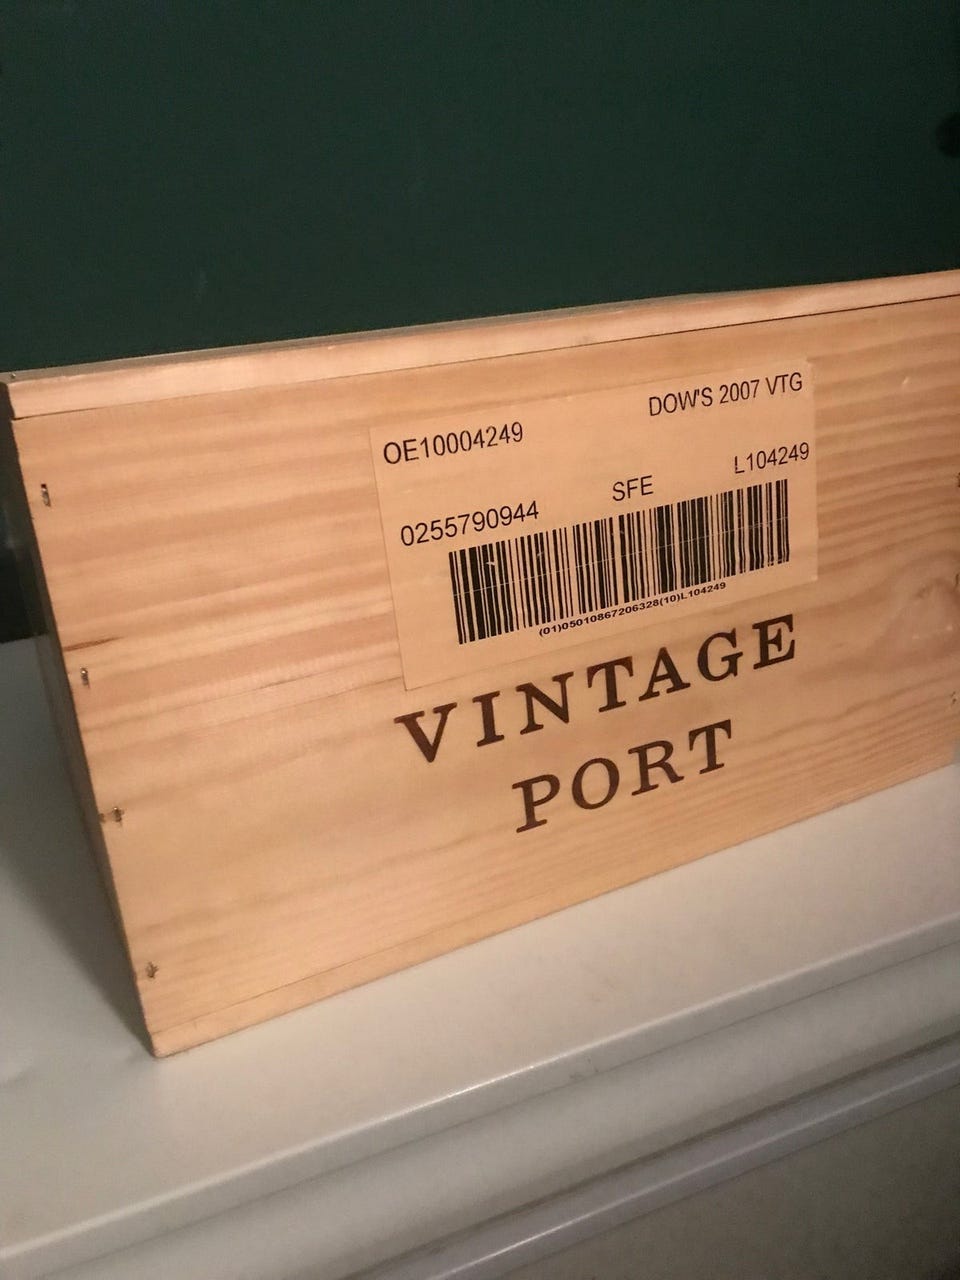 OE10004249 DOW'S 2007 VTG
0255790944 SFE L104249
(01)05010867206328(10)L104249
VINTAGE
PORT